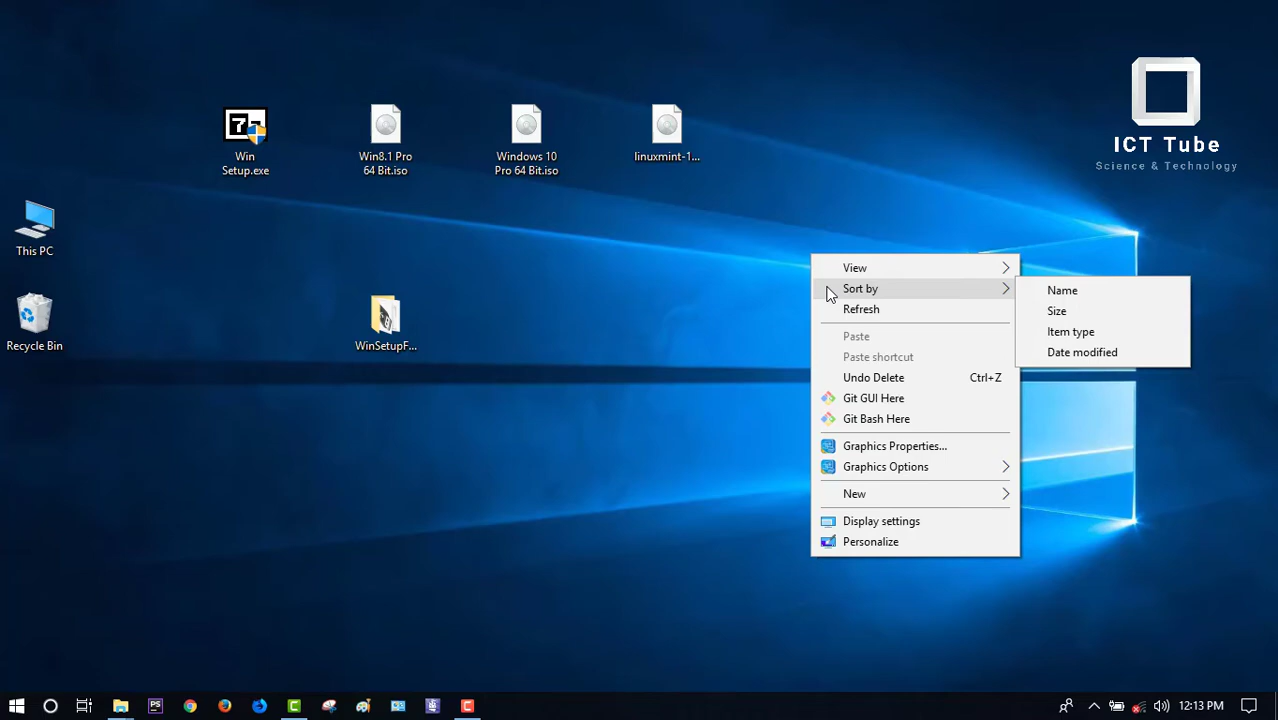 ICT Tube
Science & Technology
Win
Setup.exe
Win8.1 Pro
64 Bit.iso
Windows 10
Pro 64 Bit.iso
linuxmint-1...
This PC
Recycle Bin
WinSetupF...
View
Sort by
Refresh
Paste
Paste shortcut
Undo Delete Ctrl+Z
Git GUI Here
Git Bash Here
Graphics Properties...
Graphics Options
New
Display settings
Personalize
Name
Size
Item type
Date modified
12:13 PM